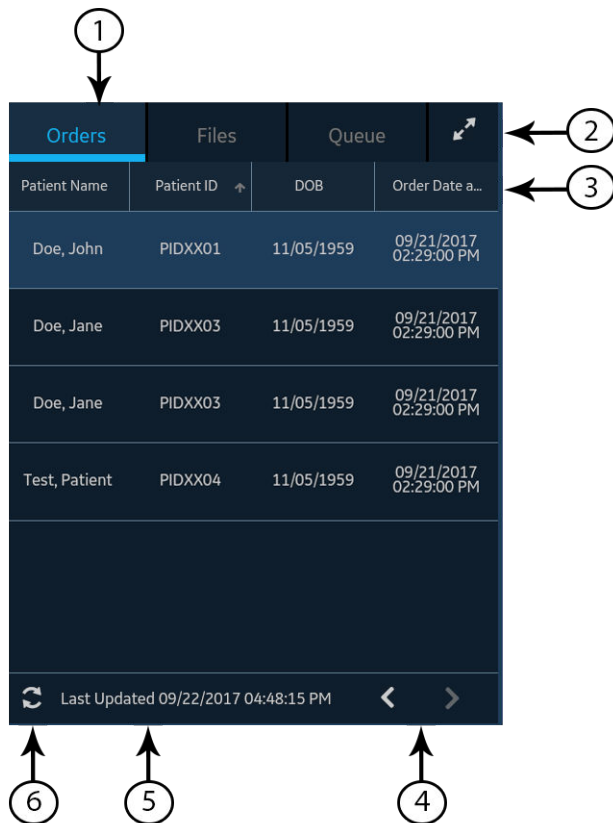 1
Orders Files Queue
2
Patient Name Patient ID DOB Order Date a...
3
Doe, John PIDXX01 11/05/1959 09/21/2017
02:29:00 PM
Doe, Jane PIDXX03 11/05/1959 09/21/2017
02:29:00 PM
Doe, Jane PIDXX03 11/05/1959 09/21/2017
02:29:00 PM
Test, Patient PIDXX04 11/05/1959 09/21/2017
02:29:00 PM
Last Updated 09/22/2017 04:48:15 PM
6 5 4